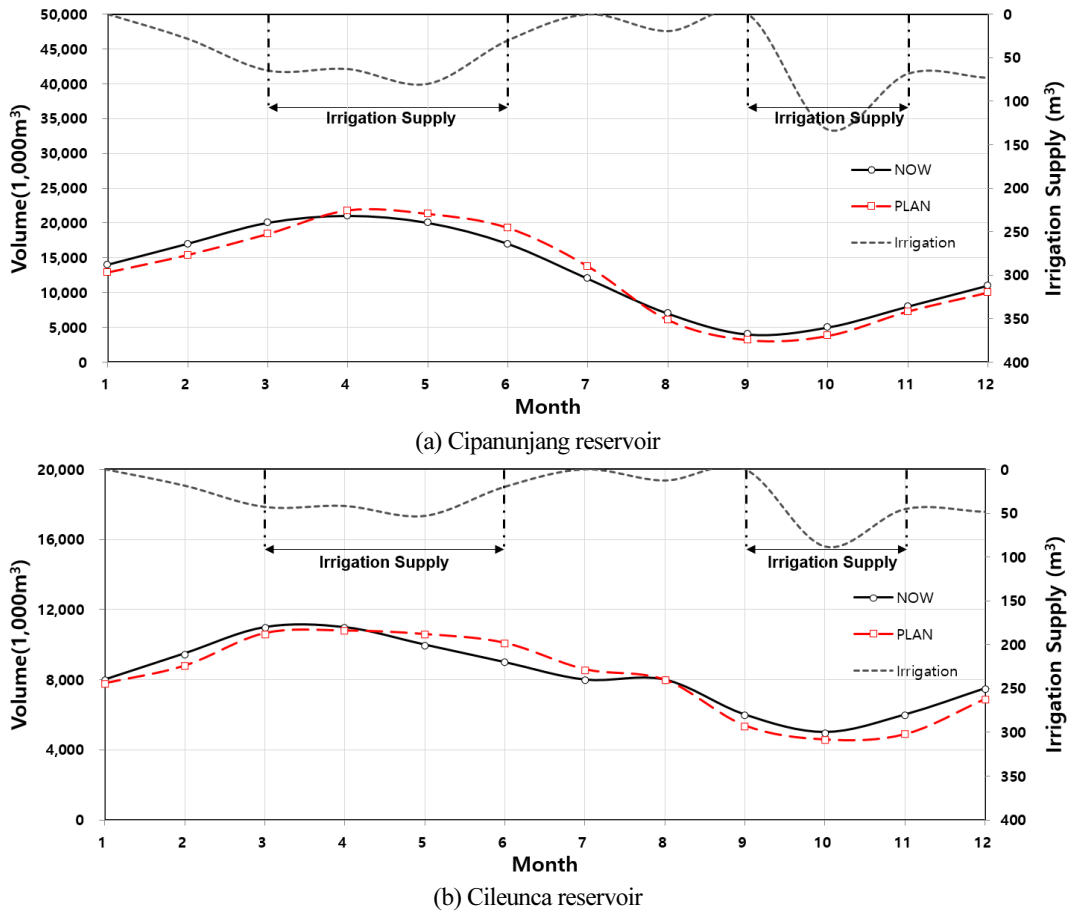 50,000
45,000
40,000
35,000
30,000
25,000
20,000
15,000
10,000
5,000
0
Volume(1,000m³)
0
50
100
150
200
250
300
350
400
Irrigation Supply (m³)
Irrigation Supply
Irrigation Supply
NOW
PLAN
Irrigation
1 2 3 4 5 6 7 8 9 10 11 12
Month
(a) Cipanunjang reservoir
20,000
16,000
12,000
8,000
4,000
0
Volume(1,000m³)
0
50
100
150
200
250
300
350
400
Irrigation Supply (m³)
Irrigation Supply
Irrigation Supply
NOW
PLAN
Irrigation
1 2 3 4 5 6 7 8 9 10 11 12
Month
(b) Cileunca reservoir